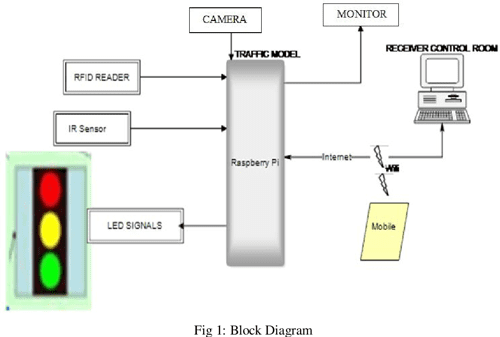 CAMERA
MONITOR
TRAFFIC MODEL
RECEIVER CONTROL ROOM
RFID READER
IR Sensor
Raspberry Pi
Internet
Wifi
LED SIGNALS
Mobile
Fig 1: Block Diagram